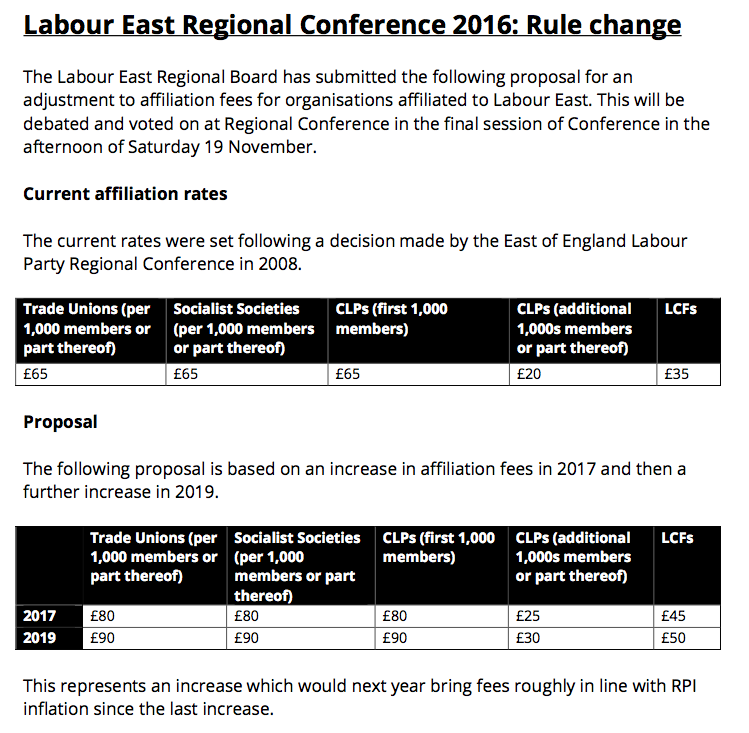 Labour East Regional Conference 2016: Rule change
The Labour East Regional Board has submitted the following proposal for an
adjustment to affiliation fees for organisations affiliated to Labour East. This will be
debated and voted on at Regional Conference in the final session of Conference in the
afternoon of Saturday 19 November.
Current affiliation rates
The current rates were set following a decision made by the East of England Labour
Party Regional Conference in 2008.
Trade Unions (per 1,000 members or part thereof) Socialist Societies (per 1,000 members or part thereof) CLPs (first 1,000 members) CLPs (additional 1,000s members or part thereof) LCFs
£65 £65 £65 £20 £35
Proposal
The following proposal is based on an increase in affiliation fees in 2017 and then a
further increase in 2019.
Trade Unions (per 1,000 members or part thereof) Socialist Societies (per 1,000 members or part thereof) CLPs (first 1,000 members) CLPs (additional 1,000s members or part thereof) LCFs
2017 £80 £80 £80 £25 £45
2019 £90 £90 £90 £30 £50
This represents an increase which would next year bring fees roughly in line with RPI
inflation since the last increase.